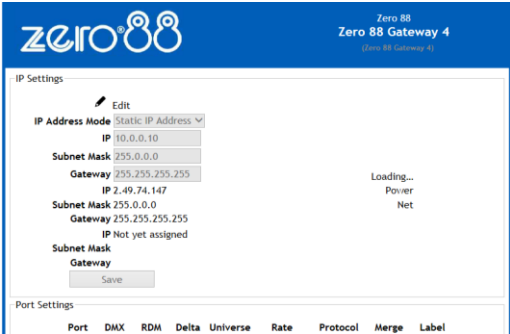 zero®88
Zero 88
Zero 88 Gateway 4
(Zero 88 Gateway 4)
IP Settings
Edit
IP Address Mode Static IP Address
IP 10.0.0.10
Subnet Mask 255.0.0.0
Gateway 255.255.255.255
IP 2.49.74.147
Subnet Mask 255.0.0.0
Gateway 255.255.255.255
IP Not yet assigned
Subnet Mask
Gateway
Save
Loading...
Power
Net
Port Settings
Port DMX RDM Delta Universe Rate Protocol Merge Label